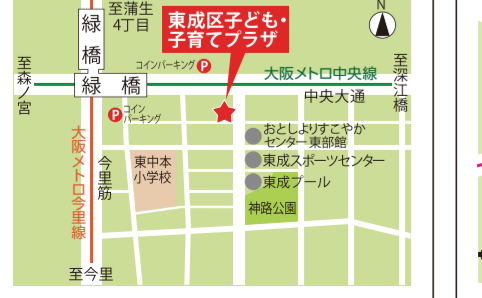 至蒲生
4丁目
東成区子ども・
子育てプラザ
N
緑橋
コインパーキング P
至森ノ宮
緑橋
大阪メトロ中央線
至深江橋
中央大通
P コイン
パーキング
おとしよりすこやか
センター東部館
大阪メトロ今里線
今里筋
東中本
小学校
東成スポーツセンター
東成プール
神路公園
至今里